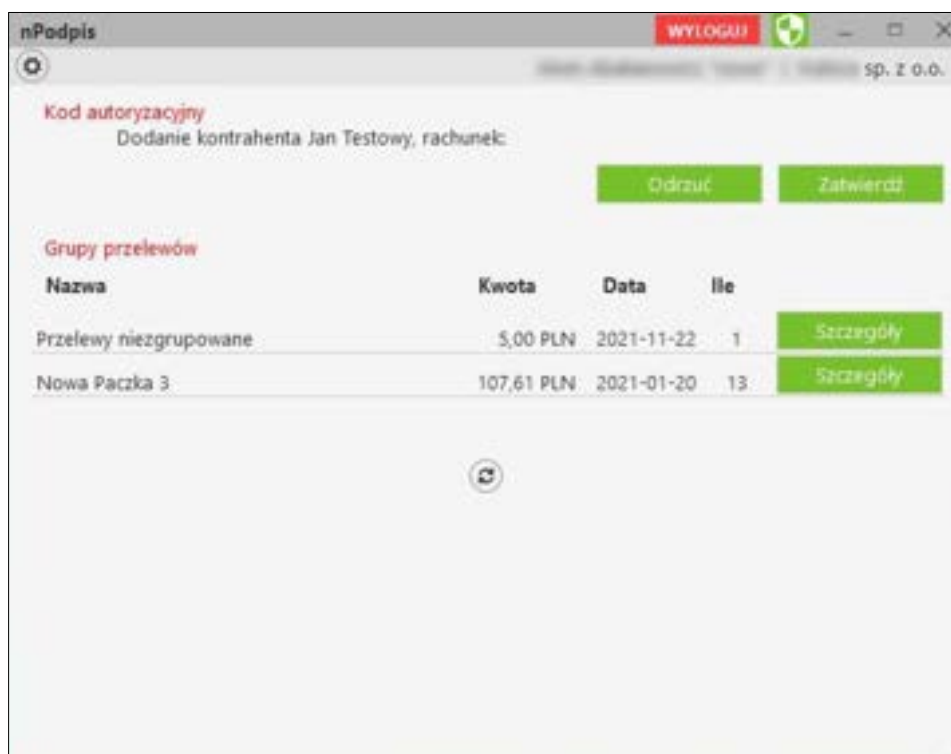 nPodpis WYLOGUJ
sp. z o.o.
Kod autoryzacyjny
Dodanie kontrahenta Jan Testowy, rachunek:
Odrzuć Zatwierdź
Grupy przelewów
Nazwa Kwota Data Ile
Przelewy niezgrupowane 5,00 PLN 2021-11-22 1 Szczegóły
Nowa Paczka 3 107,61 PLN 2021-01-20 13 Szczegóły